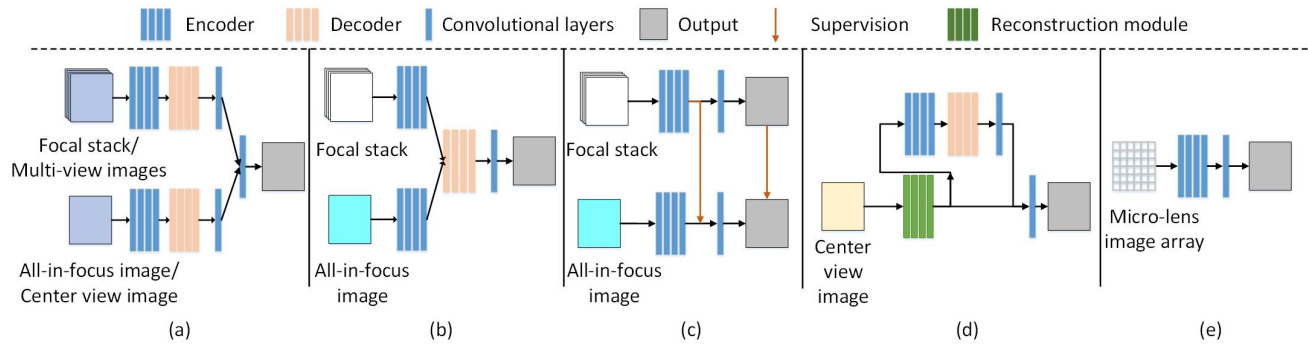 Encoder Decoder Convolutional layers Output Supervision Reconstruction module
Focal stack/
Multi-view images
All-in-focus image/
Center view image
(a)
Focal stack
All-in-focus
image
(b)
Focal stack
All-in-focus
image
(c)
Center
view
image
(d)
Micro-lens
image array
(e)